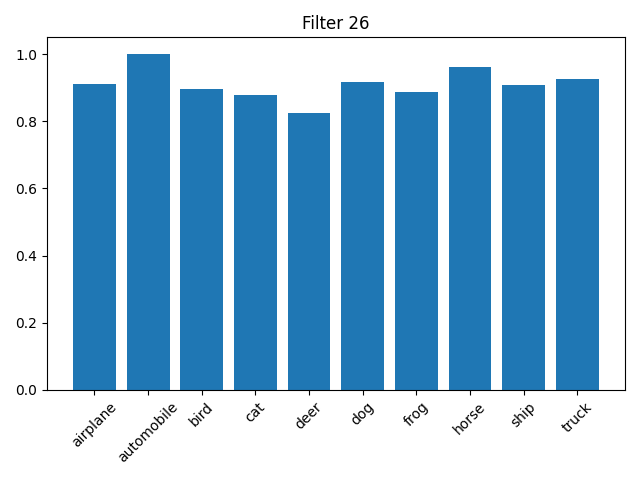 Filter 26
1.0
0.8
0.6
0.4
0.2
0.0
airplane
automobile
bird
cat
deer
dog
frog
horse
ship
truck